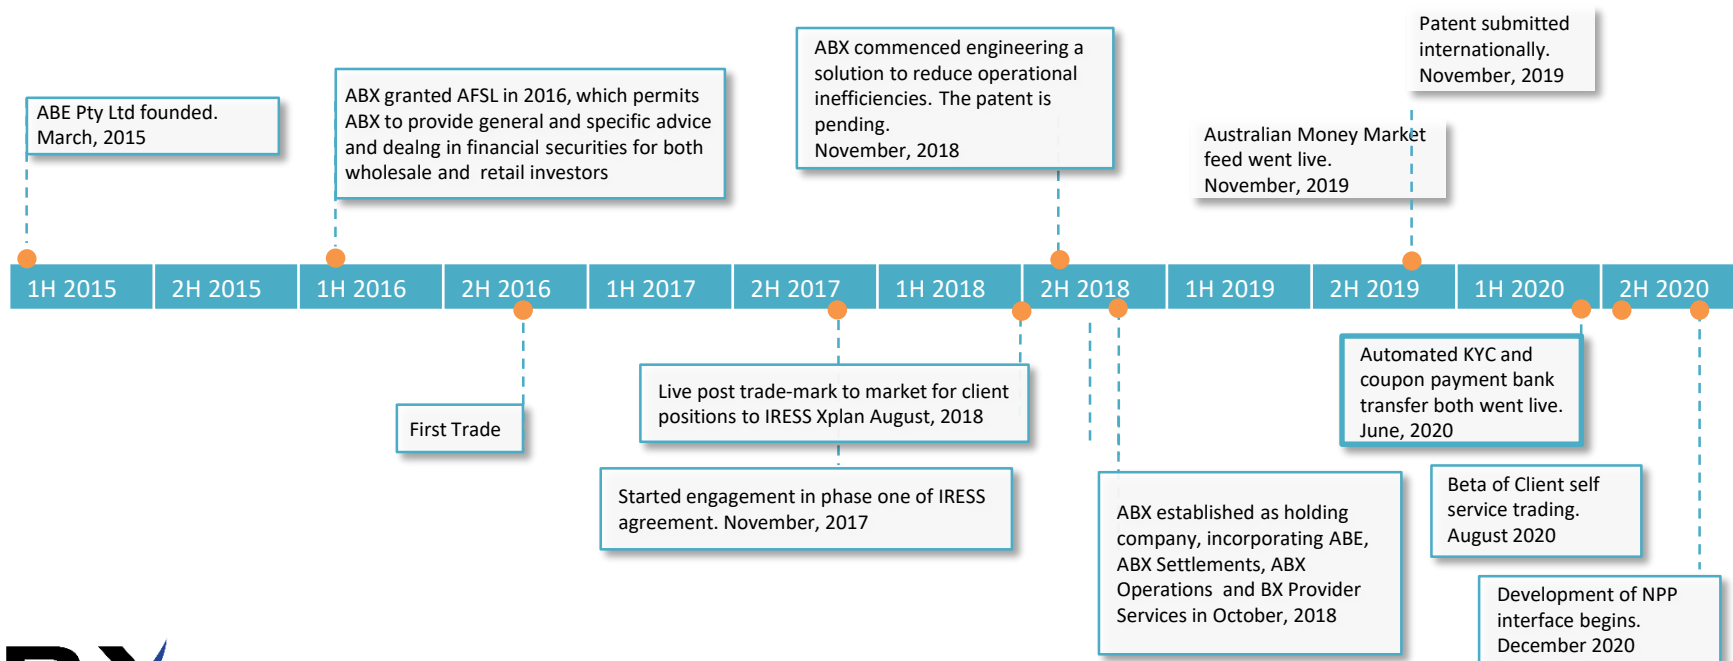 Patent submitted
internationally.
November, 2019
ABX commenced engineering a
solution to reduce operational
inefficiencies. The patent is
pending.
November, 2018
ABX granted AFSL in 2016, which permits
ABX to provide general and specific advice
and dealng in financial securities for both
wholesale and retail investors
ABE Pty Ltd founded.
March, 2015
Australian Money Market
feed went live.
November, 2019
1H 2015
2H 2015
1H 2016
2H 2016
1H 2017
2H 2017
1H 2018
2H 2018
1H 2019
2H 2019
1H 2020
2H 2020
First Trade
Live post trade-mark to market for client
positions to IRESS Xplan August, 2018
Started engagement in phase one of IRESS
agreement. November, 2017
ABX established as holding
company, incorporating ABE,
ABX Settlements, ABX
Operations and BX Provider
Services in October, 2018
Automated KYC and
coupon payment bank
transfer both went live.
June, 2020
Beta of Client self
service trading.
August 2020
Development of NPP
interface begins.
December 2020